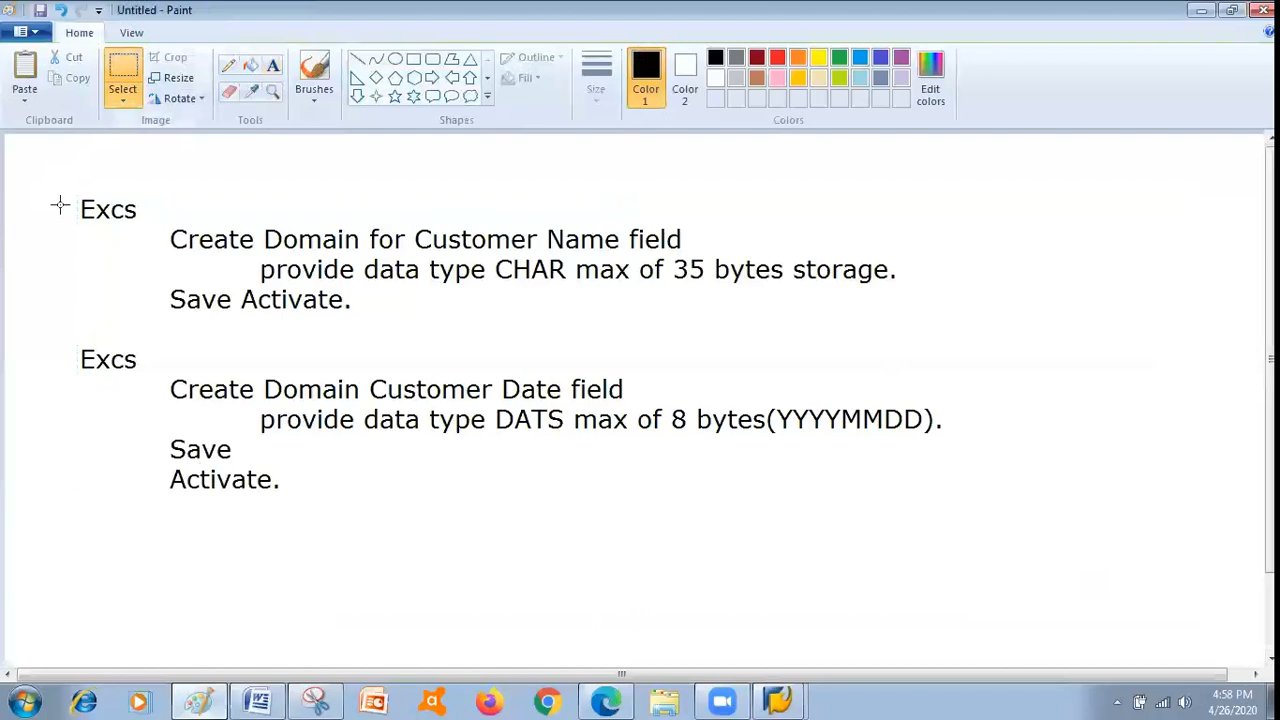 Untitled - Paint
Home
View
Paste
Cut
Copy
Clipboard
Select
Crop
Resize
Rotate
Image
Tools
Brushes
Shapes
Outline
Fill
Size
Color 1
Color 2
Edit colors
Colors
Excs
Create Domain for Customer Name field
provide data type CHAR max of 35 bytes storage.
Save Activate.
Excs
Create Domain Customer Date field
provide data type DATS max of 8 bytes(YYYYMMDD).
Save
Activate.
4:58 PM
4/26/2020